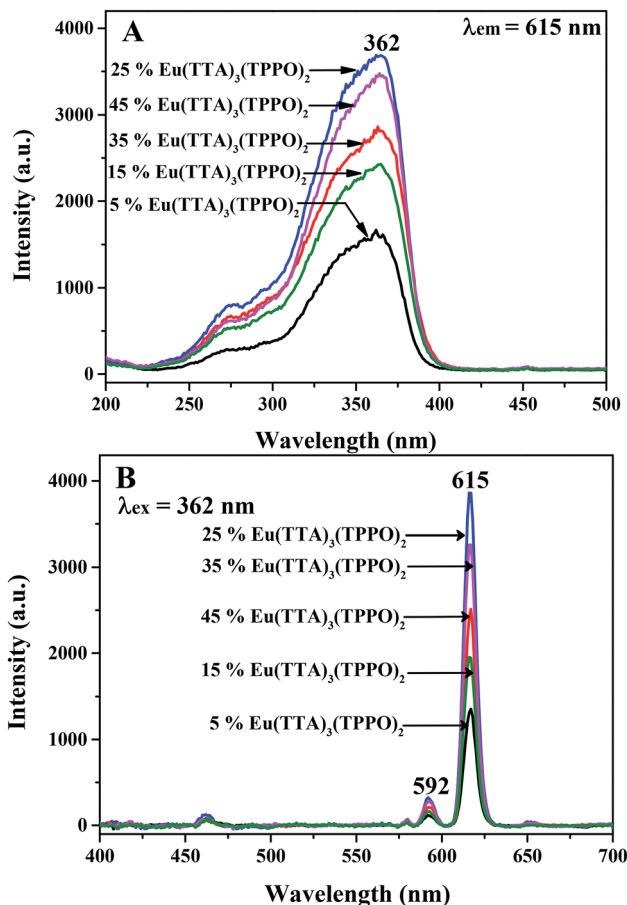 A
λem = 615 nm
362
25 % Eu(TTA)₃(TPPO)₂
45 % Eu(TTA)₃(TPPO)₂
35 % Eu(TTA)₃(TPPO)₂
15 % Eu(TTA)₃(TPPO)₂
5 % Eu(TTA)₃(TPPO)₂
Intensity (a.u.)
4000
3000
2000
1000
0
200 250 300 350 400 450 500
Wavelength (nm)
B
λex = 362 nm
615
25 % Eu(TTA)₃(TPPO)₂
35 % Eu(TTA)₃(TPPO)₂
45 % Eu(TTA)₃(TPPO)₂
15 % Eu(TTA)₃(TPPO)₂
5 % Eu(TTA)₃(TPPO)₂
592
Intensity (a.u.)
4000
3000
2000
1000
0
400 450 500 550 600 650 700
Wavelength (nm)